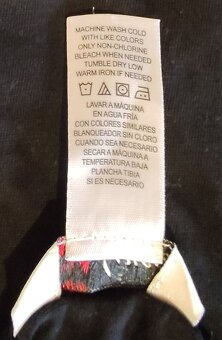 MACHINE WASH COLD
WITH LIKE COLORS
ONLY NON-CHLORINE
BLEACH WHEN NEEDED
TUMBLE DRY LOW
WARM IRON IF NEEDED
LAVAR A MÁQUINA
EN AGUA FRÍA
CON COLORES SIMILARES
BLANQUEADOR SIN CLORO
CUANDO SEA NECESARIO
SECAR A MÁQUINA A
TEMPERATURA BAJA
PLANCHA TIBIA
SI ES NECESARIO